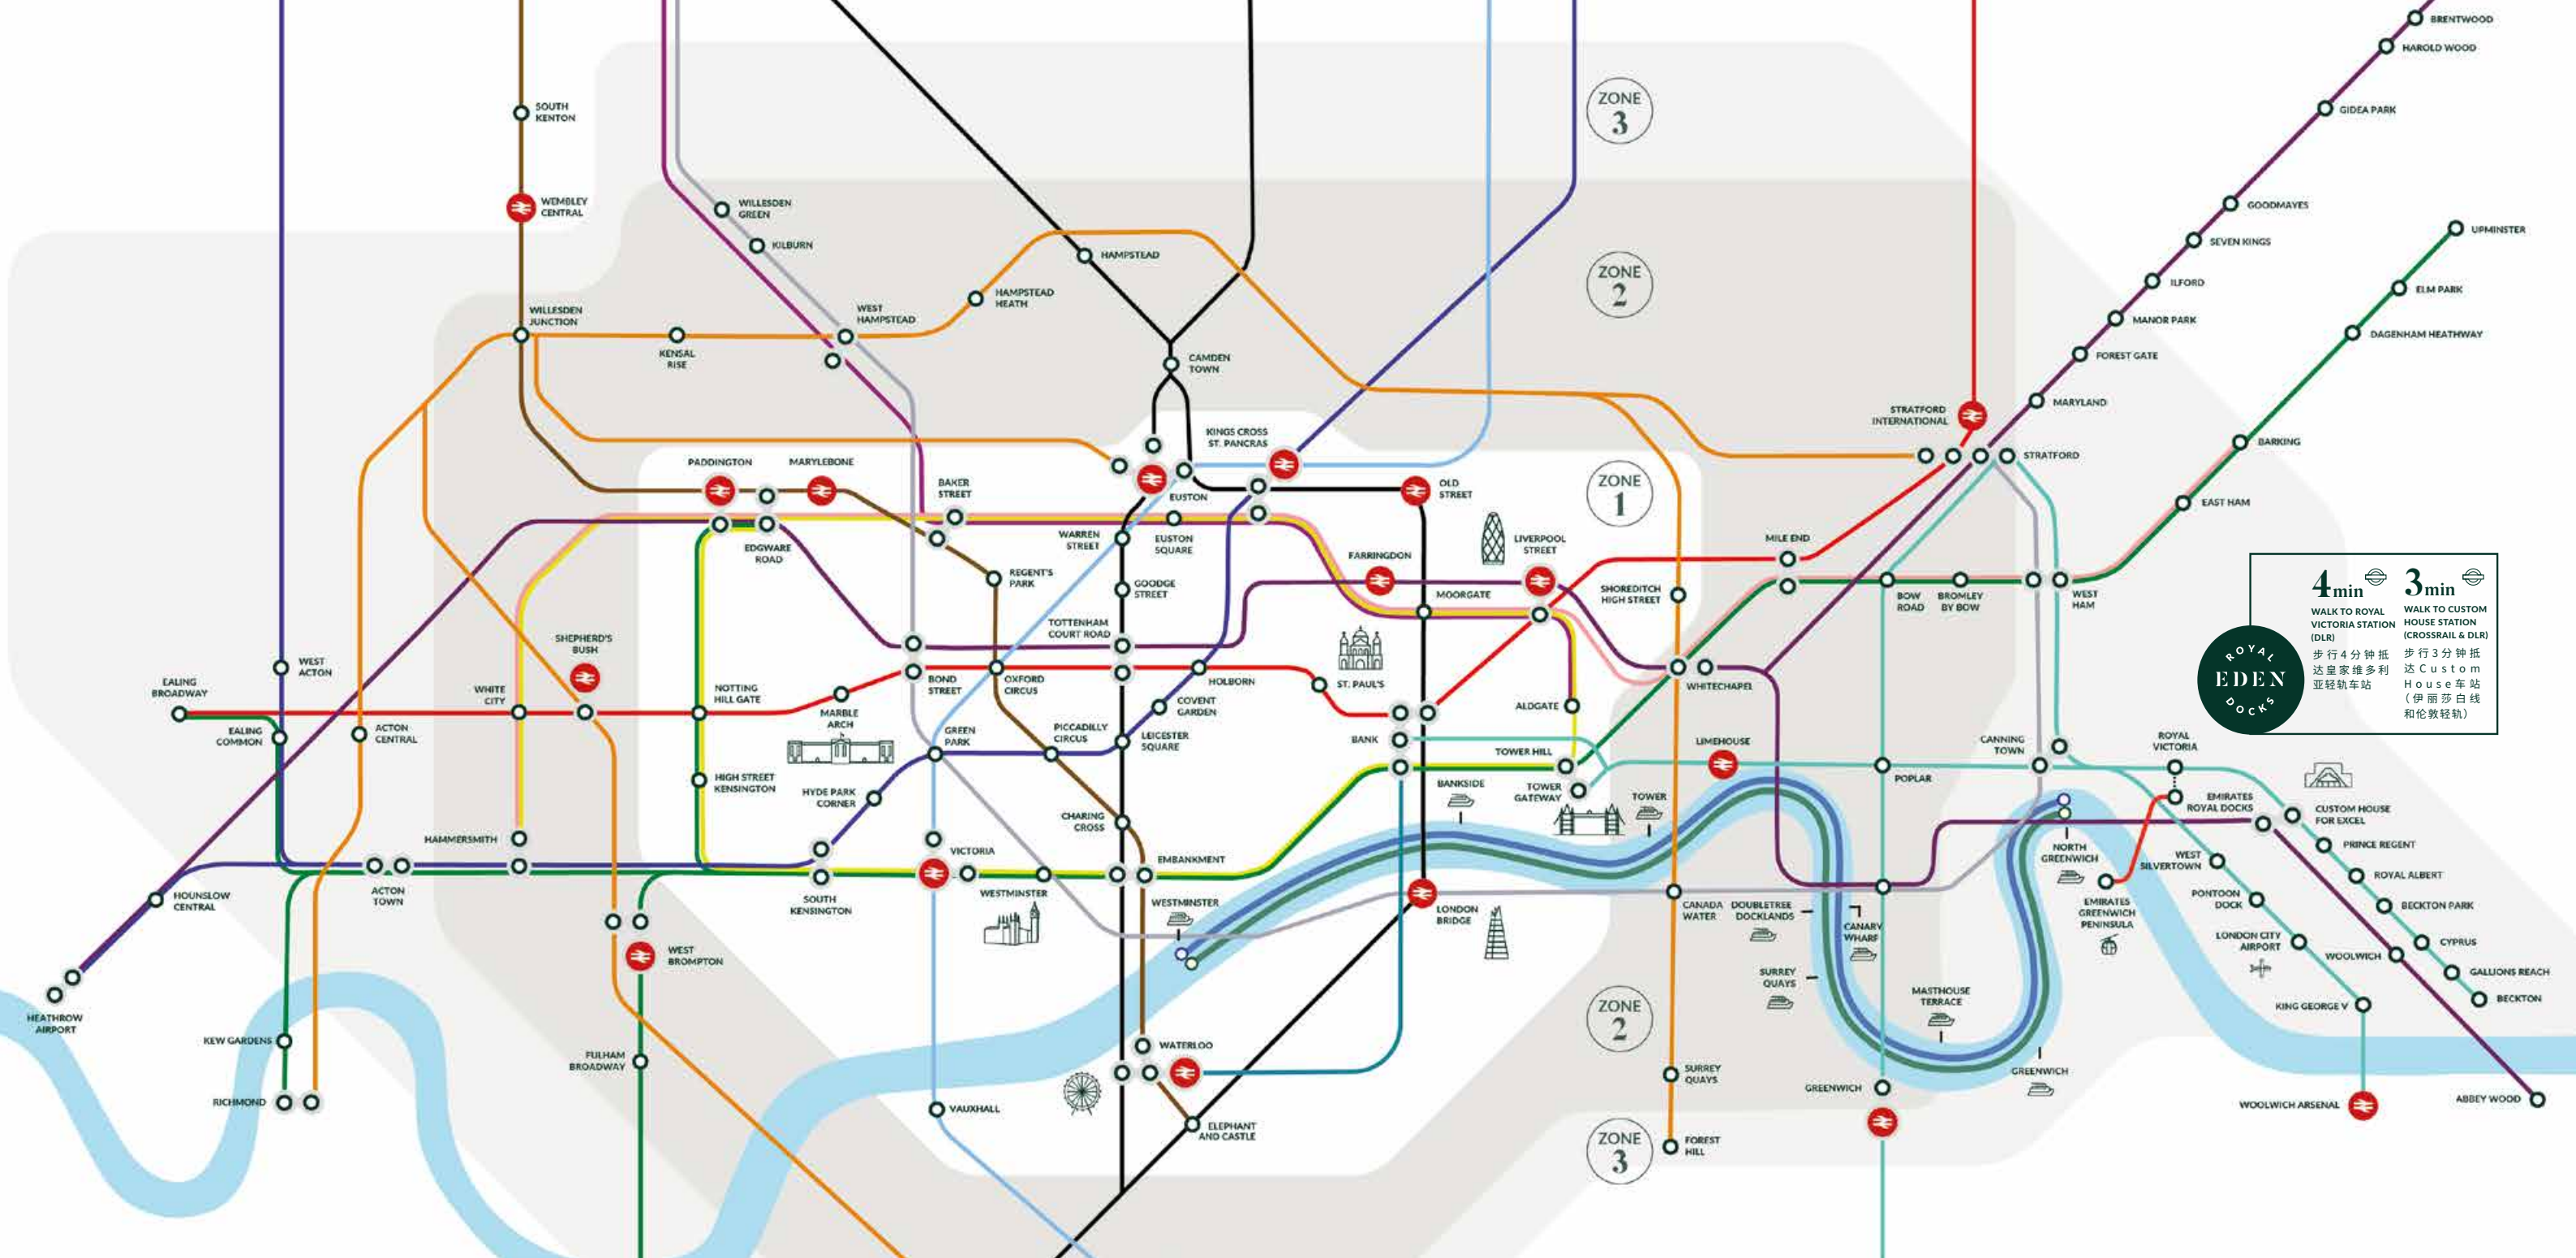 BRENTWOOD
HAROLD WOOD
GIDEA PARK
GOODMAYES
SEVEN KINGS
ILFORD
MANOR PARK
FOREST GATE
MARYLAND
UPMINSTER
ELM PARK
DAGENHAM HEATHWAY
BARKING
EAST HAM
ZONE
3
ZONE
2
ZONE
1
ZONE
2
ZONE
3
SOUTH
KENTON
WEMBLEY
CENTRAL
WILLESDEN
JUNCTION
WILLESDEN
GREEN
KILBURN
WEST
HAMPSTEAD
HAMPSTEAD
HEATH
HAMPSTEAD
KENSAL
RISE
CAMDEN
TOWN
KINGS CROSS
ST. PANCRAS
STRATFORD
INTERNATIONAL
STRATFORD
PADDINGTON
MARYLEBONE
BAKER
STREET
EUSTON
OLD
STREET
EDGWARE
ROAD
WARREN
STREET
EUSTON
SQUARE
REGENT'S
PARK
GOODGE
STREET
FARRINGDON
LIVERPOOL
STREET
MOORGATE
SHOREDITCH
HIGH STREET
MILE END
BOW
ROAD
BROMLEY
BY BOW
WEST
HAM
TOTTENHAM
COURT ROAD
SHEPHERD'S
BUSH
WEST
ACTON
EALING
BROADWAY
WHITE
CITY
NOTTING
HILL GATE
MARBLE
ARCH
BOND
STREET
OXFORD
CIRCUS
HOLBORN
ST. PAUL'S
WHITECHAPEL
EALING
COMMON
ACTON
CENTRAL
COVENT
GARDEN
GREEN
PARK
PICCADILLY
CIRCUS
LEICESTER
SQUARE
BANK
ALDGATE
TOWER HILL
TOWER
GATEWAY
LIMEHOUSE
POPLAR
CANNING
TOWN
ROYAL
VICTORIA
HIGH STREET
KENSINGTON
HYDE PARK
CORNER
CHARING
CROSS
BANKSIDE
TOWER
EMIRATES
ROYAL DOCKS
CUSTOM HOUSE
FOR EXCEL
PRINCE REGENT
ROYAL ALBERT
BECKTON PARK
CYPRUS
GALLIONS REACH
BECKTON
HAMMERSMITH
VICTORIA
EMBANKMENT
WESTMINSTER
NORTH
GREENWICH
WEST
SILVERTOWN
PONTOON
DOCK
LONDON CITY
AIRPORT
WOOLWICH
KING GEORGE V
HOUNSLOW
CENTRAL
ACTON
TOWN
SOUTH
KENSINGTON
WESTMINSTER
LONDON
BRIDGE
CANADA
WATER
DOUBLETREE
DOCKLANDS
CANARY
WHARF
EMIRATES
GREENWICH
PENINSULA
WEST
BROMPTON
SURREY
QUAYS
MASTHOUSE
TERRACE
HEATHROW
AIRPORT
KEW GARDENS
RICHMOND
FULHAM
BROADWAY
WATERLOO
SURREY
QUAYS
GREENWICH
GREENWICH
WOOLWICH ARSENAL
ABBEY WOOD
VAUXHALL
ELEPHANT
AND CASTLE
FOREST
HILL
4min
WALK TO ROYAL
VICTORIA STATION
(DLR)
步行4分钟抵
达皇家维多利
亚轻轨车站
3min
WALK TO CUSTOM
HOUSE STATION
(CROSSRAIL & DLR)
步行3分钟抵
达Custom
House车站
(伊丽莎白线
和伦敦轻轨)
ROYAL
EDEN
DOCKS